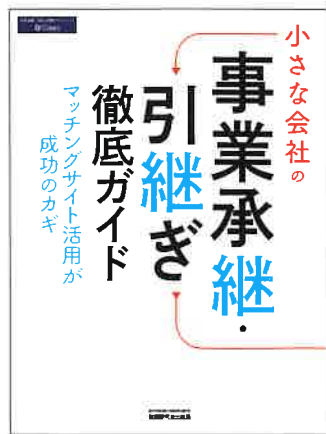 小さな会社の
事業承継・
引継ぎ
徹底ガイド
マッチングサイト活用が
成功のカギ